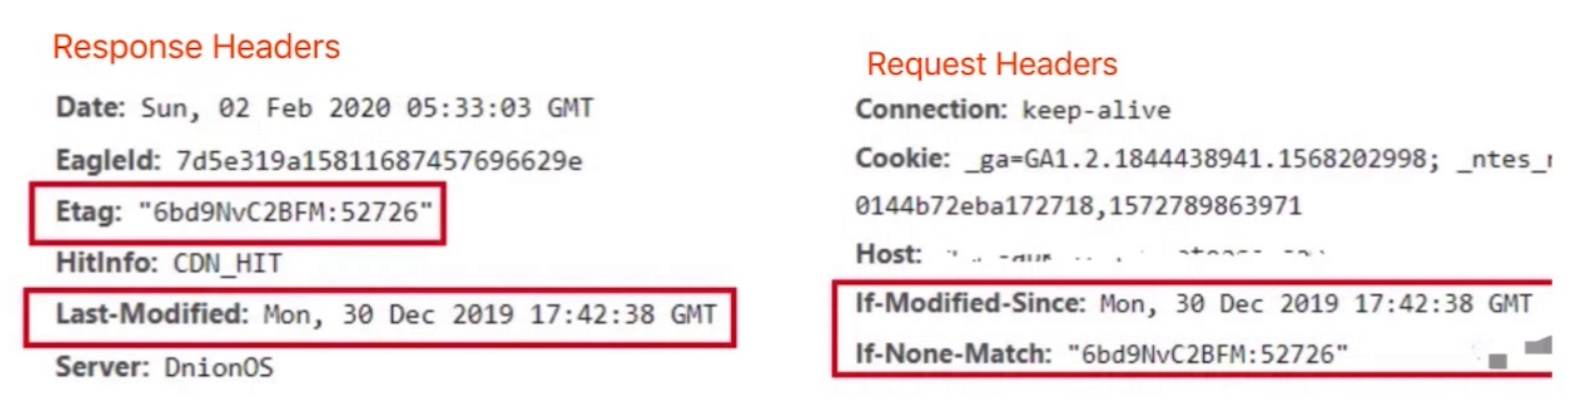 Response Headers
Date: Sun, 02 Feb 2020 05:33:03 GMT
EagleId: 7d5e319a15811687457696629e
Etag: "6bd9NvC2BFM:52726"
HitInfo: CDN_HIT
Last-Modified: Mon, 30 Dec 2019 17:42:38 GMT
Server: DnionOS
Request Headers
Connection: keep-alive
Cookie: _ga=GA1.2.1844438941.1568202998; _ntes_
0144b72eba172718,1572789863971
Host:
If-Modified-Since: Mon, 30 Dec 2019 17:42:38 GMT
If-None-Match: "6bd9NvC2BFM:52726"